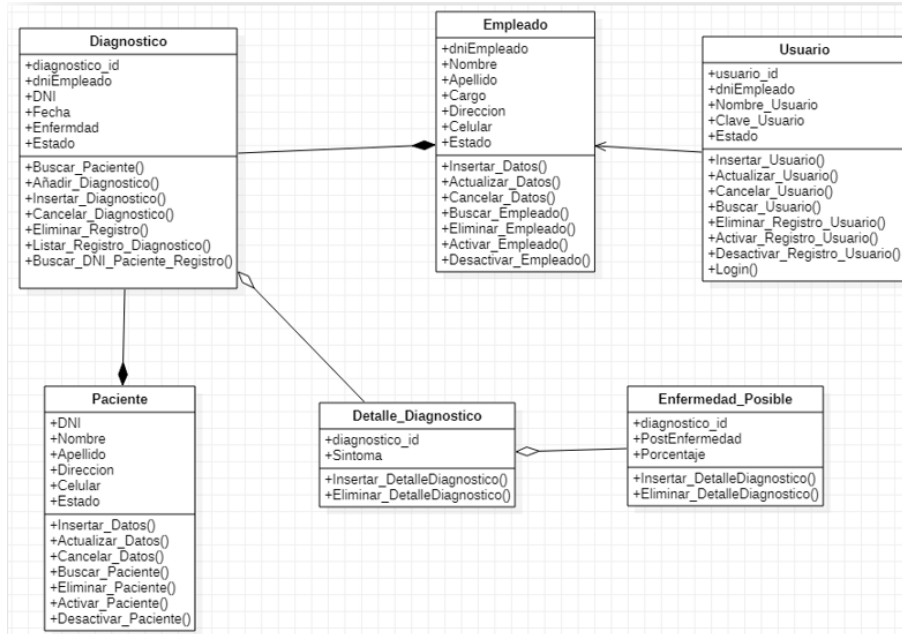 Diagnostico
+diagnostico_id
+dniEmpleado
+DNI
+Fecha
+Enfermdad
+Estado
+Buscar_Paciente()
+Añadir_Diagnostico()
+Insertar_Diagnostico()
+Cancelar_Diagnostico()
+Eliminar_Registro()
+Listar_Registro_Diagnostico()
+Buscar_DNI_Paciente_Registro()
Empleado
+dniEmpleado
+Nombre
+Apellido
+Cargo
+Direccion
+Celular
+Estado
+Insertar_Datos()
+Actualizar_Datos()
+Cancelar_Datos()
+Buscar_Empleado()
+Eliminar_Empleado()
+Activar_Empleado()
+Desactivar_Empleado()
Usuario
+usuario_id
+dniEmpleado
+Nombre_Usuario
+Clave_Usuario
+Estado
+Insertar_Usuario()
+Actualizar_Usuario()
+Cancelar_Usuario()
+Buscar_Usuario()
+Eliminar_Registro_Usuario()
+Activar_Registro_Usuario()
+Desactivar_Registro_Usuario()
+Login()
Paciente
+DNI
+Nombre
+Apellido
+Direccion
+Celular
+Estado
+Insertar_Datos()
+Actualizar_Datos()
+Cancelar_Datos()
+Buscar_Paciente()
+Eliminar_Paciente()
+Activar_Paciente()
+Desactivar_Paciente()
Detalle_Diagnostico
+diagnostico_id
+Sintoma
+Insertar_DetalleDiagnostico()
+Eliminar_DetalleDiagnostico()
Enfermedad_Posible
+diagnostico_id
+PostEnfermedad
+Porcentaje
+Insertar_DetalleDiagnostico()
+Eliminar_DetalleDiagnostico()